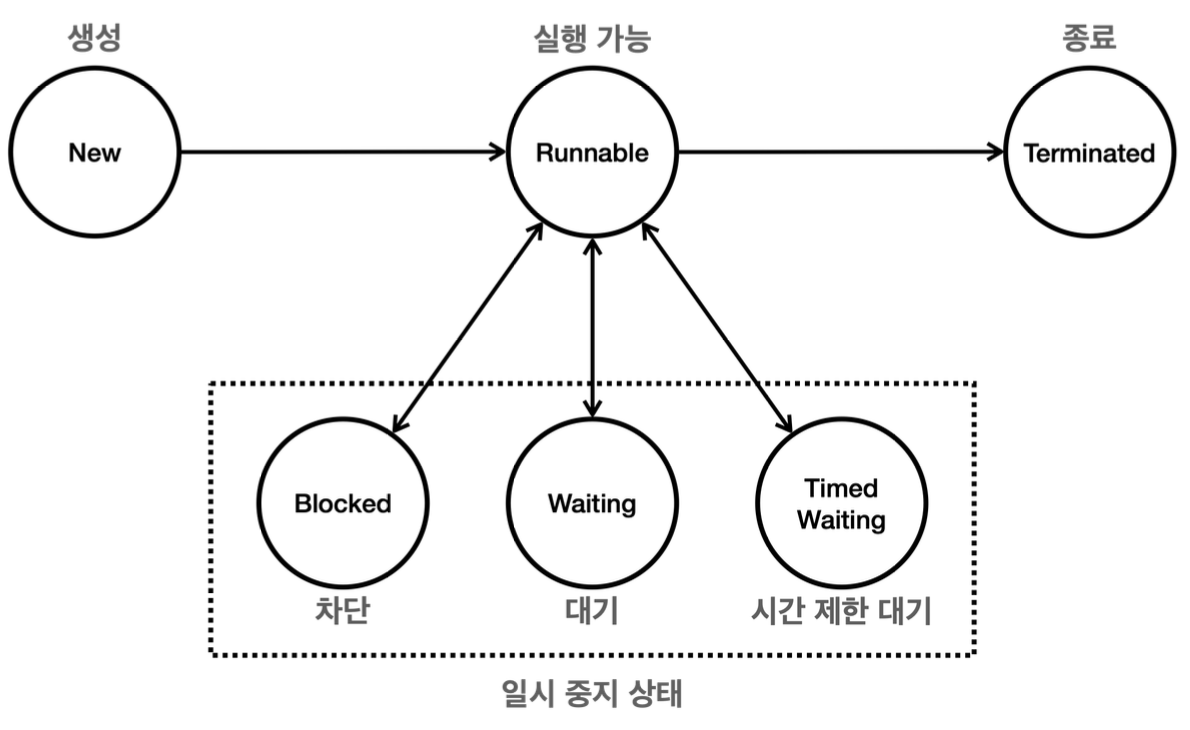 생성
실행 가능
종료
New
Runnable
Terminated
Blocked
Waiting
Timed
Waiting
차단
대기
시간 제한 대기
일시 중지 상태